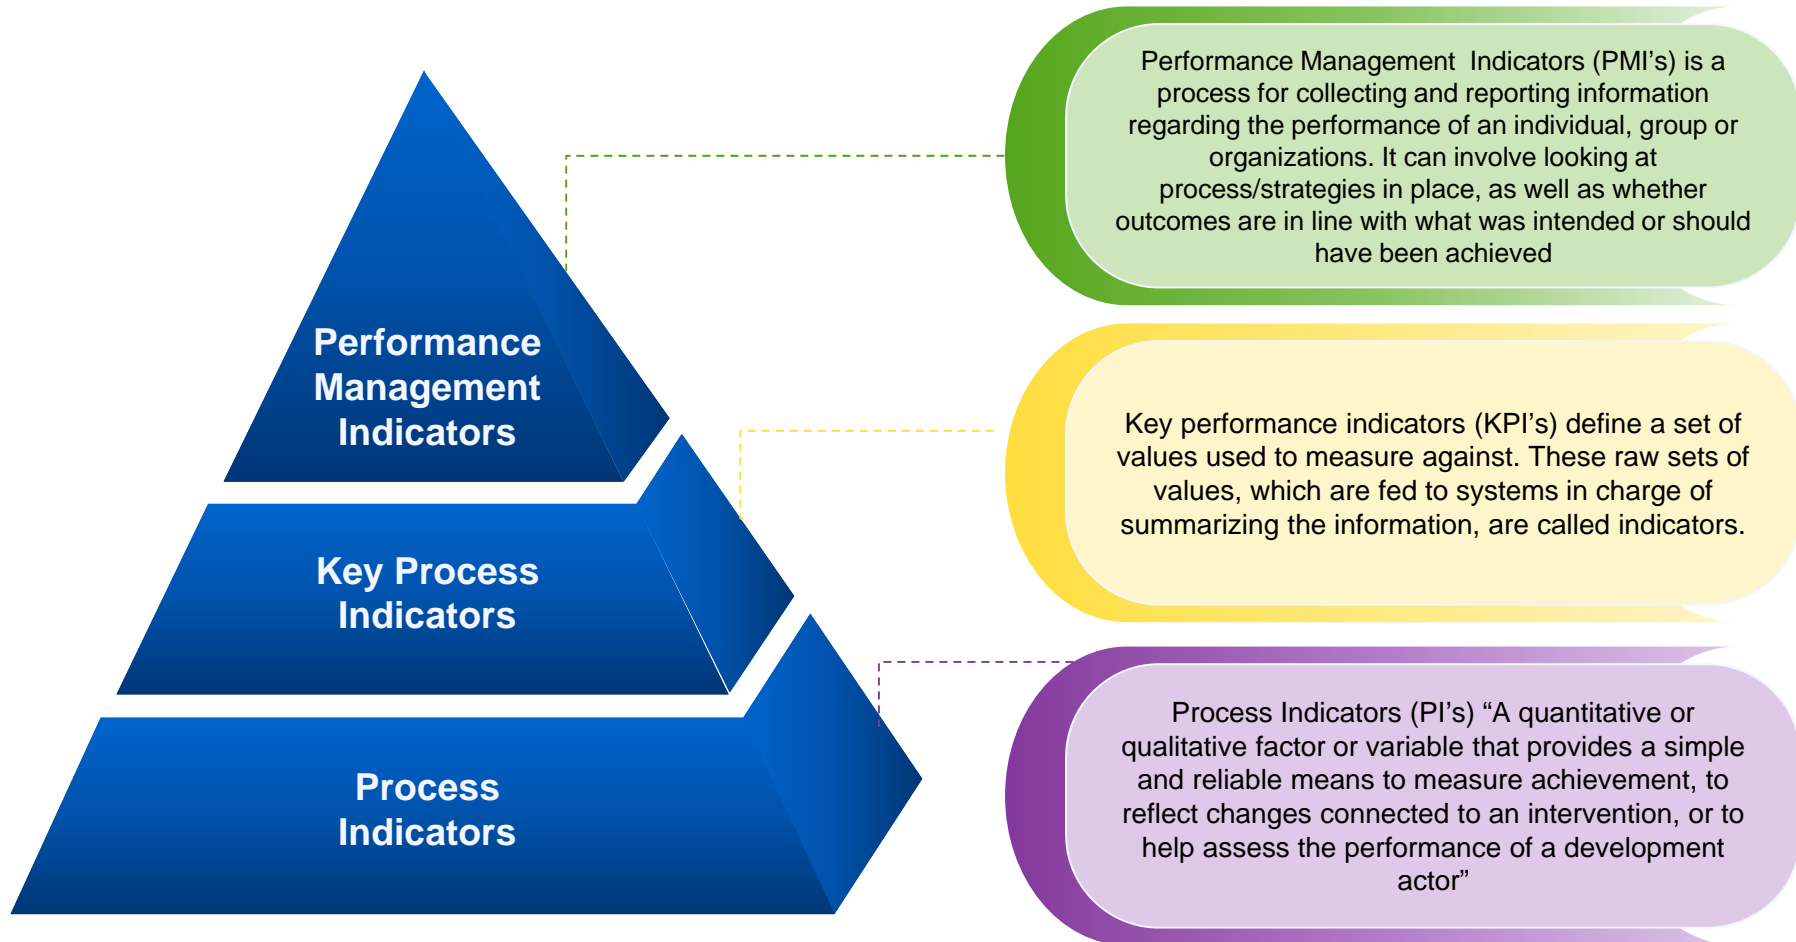 Performance
Management
Indicators
Key Process
Indicators
Process
Indicators
Performance Management  Indicators (PMI’s) is a
process for collecting and reporting information
regarding the performance of an individual, group or
organizations. It can involve looking at
process/strategies in place, as well as whether
outcomes are in line with what was intended or should
have been achieved
Key performance indicators (KPI’s) define a set of
values used to measure against. These raw sets of
values, which are fed to systems in charge of
summarizing the information, are called indicators.
Process Indicators (PI’s) “A quantitative or
qualitative factor or variable that provides a simple
and reliable means to measure achievement, to
reflect changes connected to an intervention, or to
help assess the performance of a development
actor”